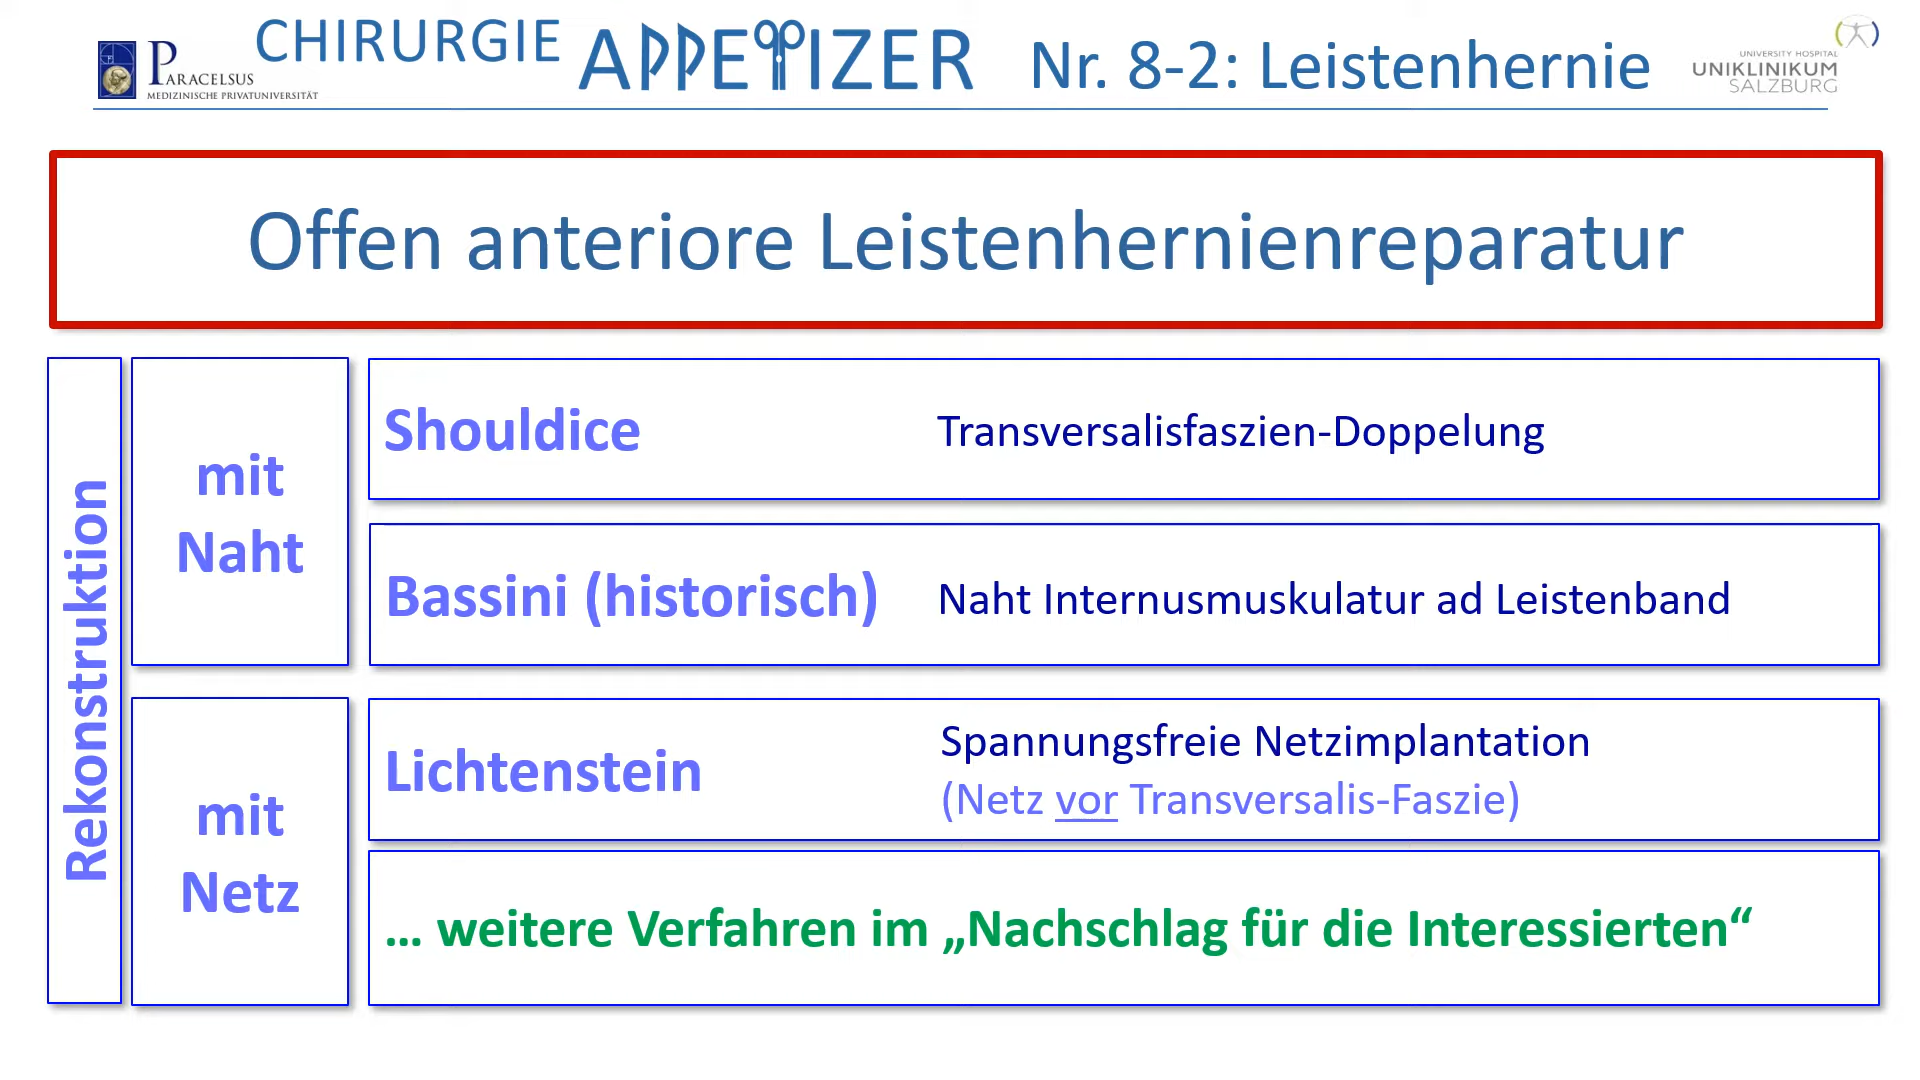 PARACELSUS
MEDIZINISCHE PRIVATUNIVERSITÄT
CHIRURGIE APPETIZER Nr. 8-2: Leistenhernie
UNIVERSITY HOSPITAL
UNIKLINIKUM
SALZBURG
Offen anteriore Leistenhernienreparatur
Rekonstruktion
mit
Naht
Shouldice Transversalisfaszien-Doppelung
Bassini (historisch) Naht Internusmuskulatur ad Leistenband
mit
Netz
Lichtenstein Spannungsfreie Netzimplantation
(Netz vor Transversalis-Faszie)
... weitere Verfahren im „Nachschlag für die Interessierten“